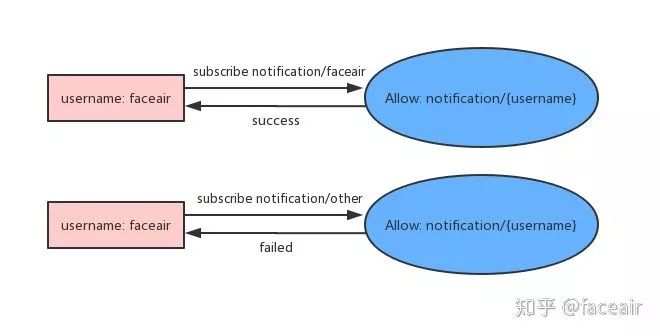 subscribe notification/faceair
username: faceair
Allow: notification/{username}
success
subscribe notification/other
username: faceair
Allow: notification/{username}
failed
知乎 @faceair